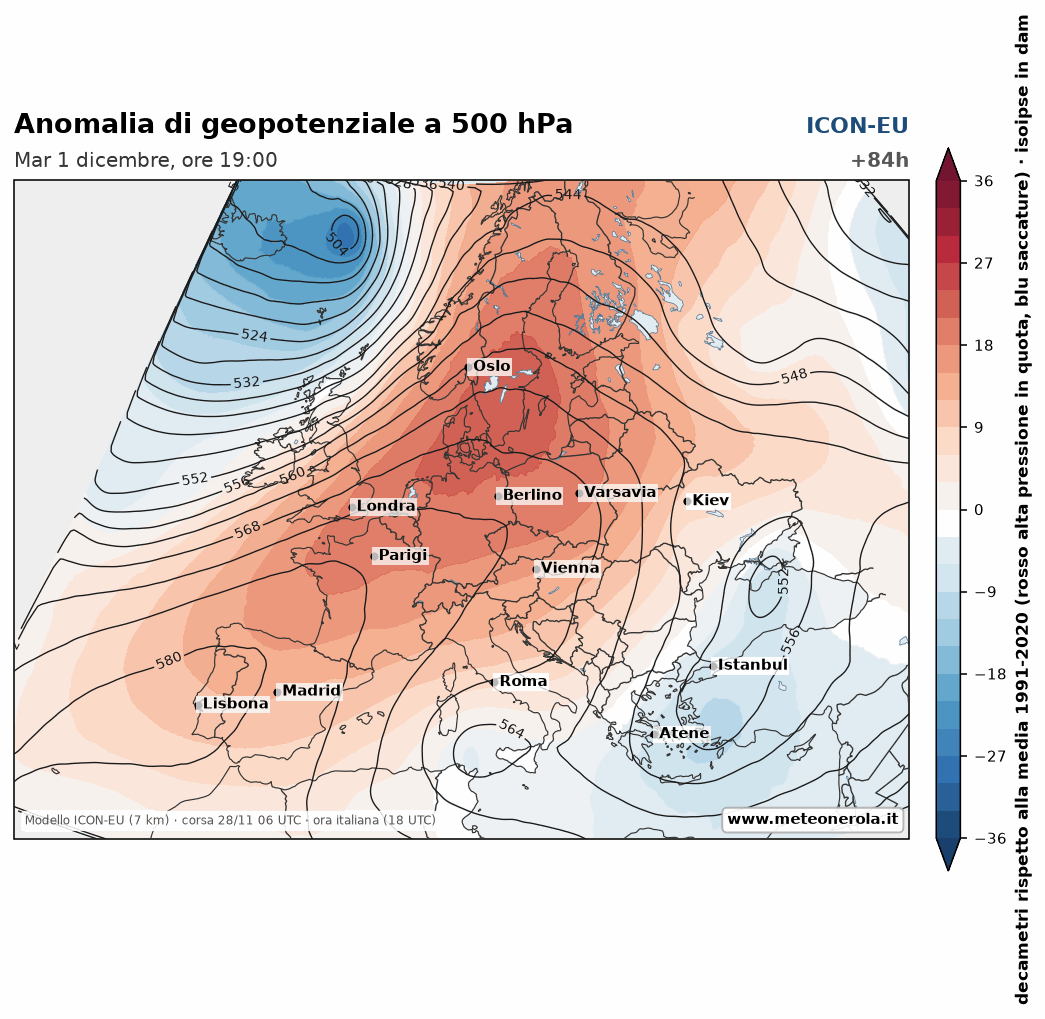 Anomalia di geopotenziale a 500 hPa
ICON-EU
Mar 1 dicembre, ore 19:00
+84h
540
544
532
504
524
532
548
552
556
560
568
580
564
552
556
Oslo
Londra
Berlino
Varsavia
Kiev
Parigi
Vienna
Istanbul
Roma
Madrid
Lisbona
Atene
Modello ICON-EU (7 km) · corsa 28/11 06 UTC · ora italiana (18 UTC)
www.meteonerola.it
36
27
18
9
0
−9
−18
−27
−36
decametri rispetto alla media 1991-2020 (rosso alta pressione in quota, blu saccature) · isoipse in dam